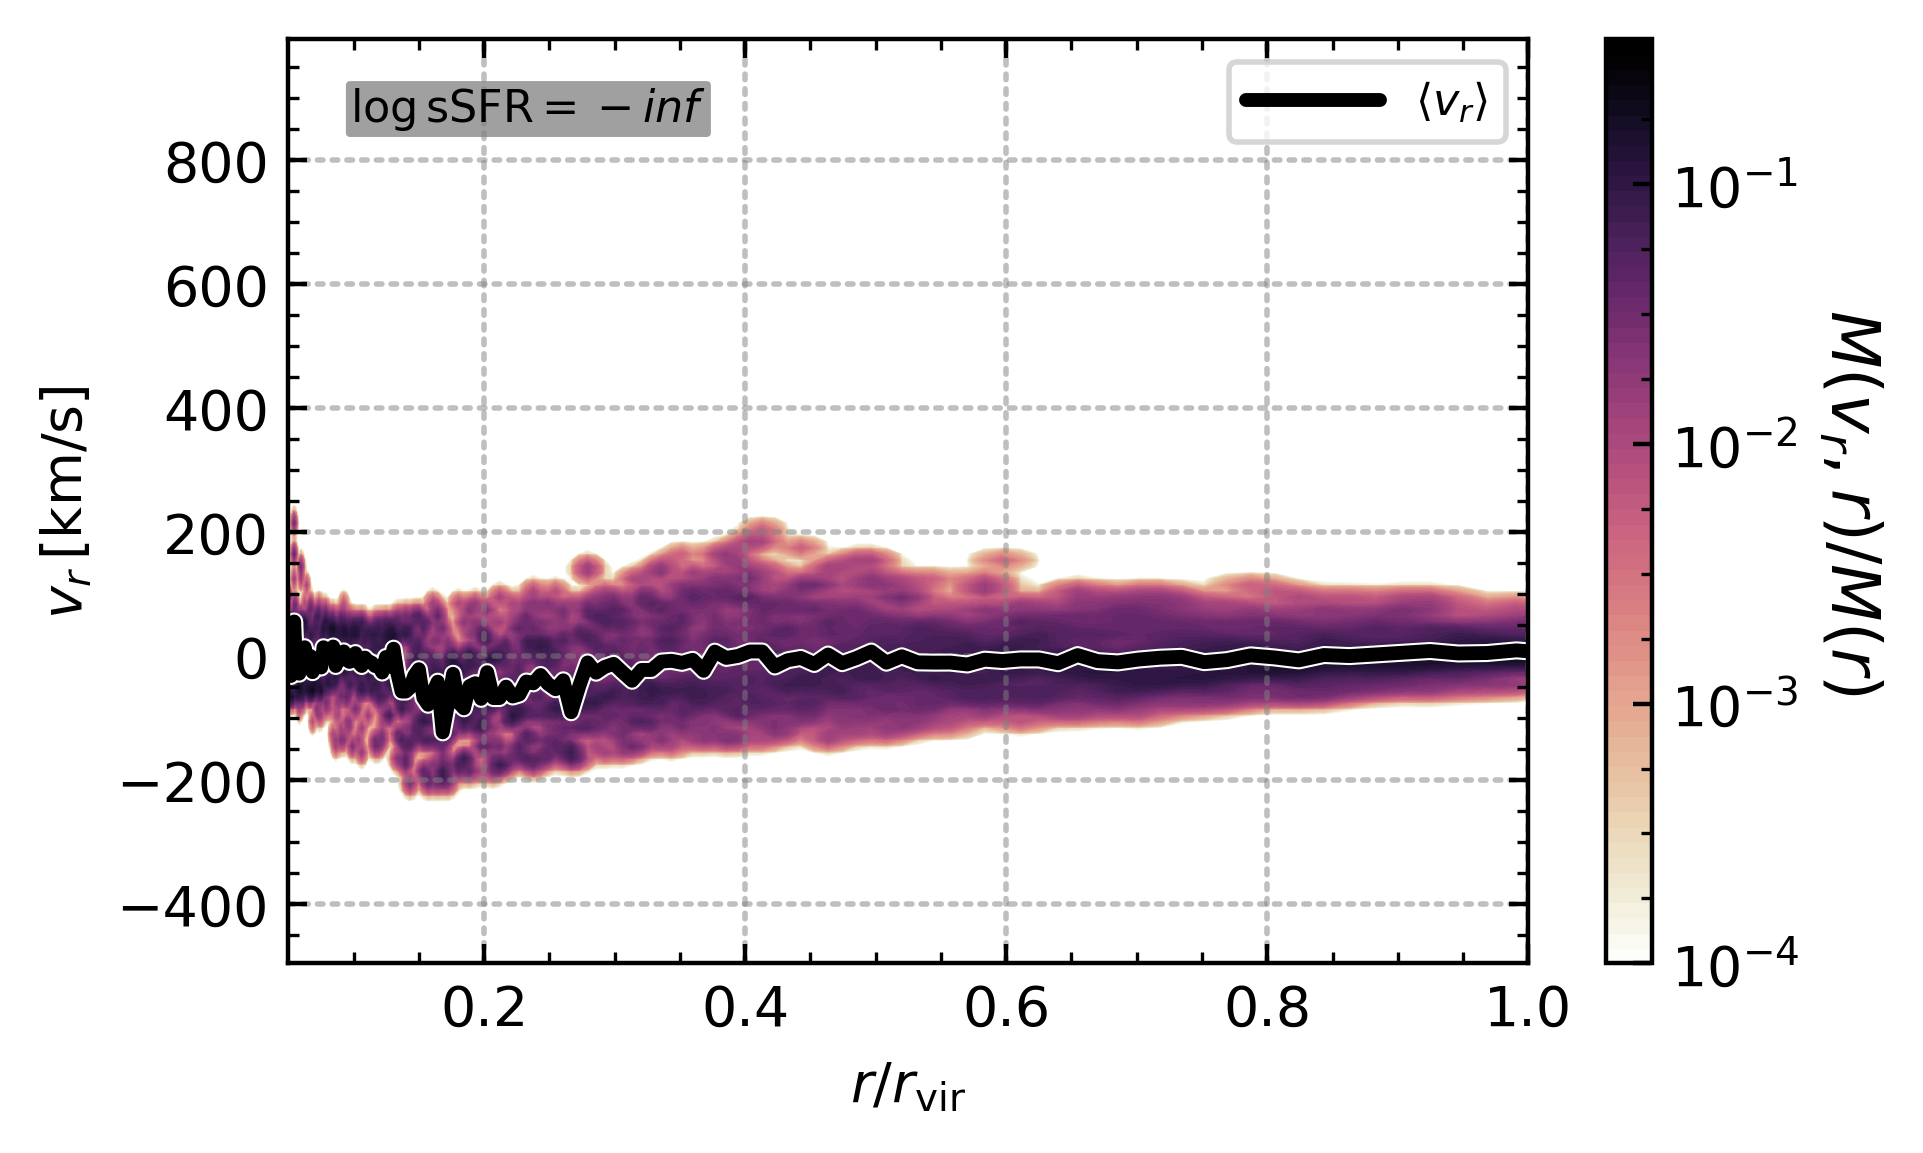 log sSFR = −inf
⟨v_r⟩
800
600
400
200
0
−200
−400
v_r [km/s]
0.2 0.4 0.6 0.8 1.0
r/r_vir
10^−1
10^−2
10^−3
10^−4
M(v_r, r)/M(r)